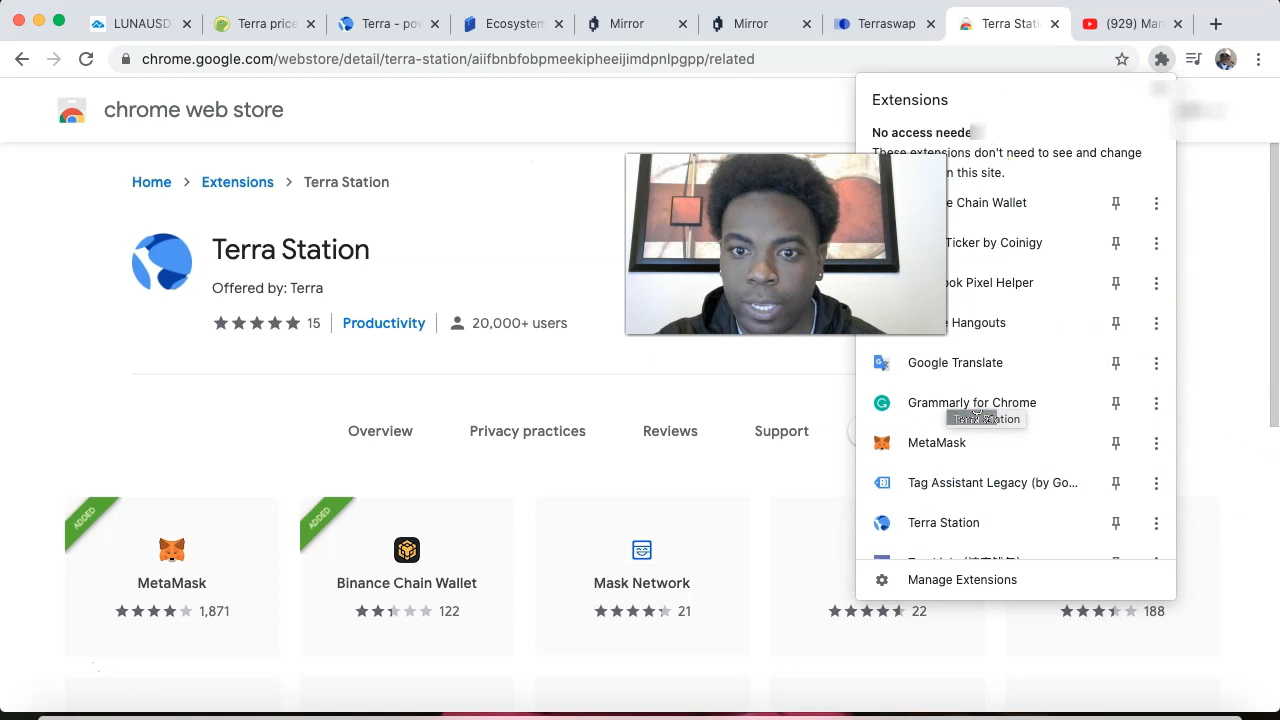 LUNAUSD
Terra price
Terra - pow
Ecosystem
Mirror
Mirror
Terraswap
Terra Stati
(929) Mar
chrome.google.com/webstore/detail/terra-station/aiifbnbfobpmeekipheeijimdpnlpgpp/related
chrome web store
Home
Extensions
Terra Station
Terra Station
Offered by: Terra
15
Productivity
20,000+ users
Overview
Privacy practices
Reviews
Support
ADDED
MetaMask
1,871
ADDED
Binance Chain Wallet
122
Mask Network
21
22
188
Extensions
No access neede
These extensions don't need to see and change
n this site.
e Chain Wallet
Ticker by Coinigy
ok Pixel Helper
Hangouts
Google Translate
Grammarly for Chrome
Terra Station
MetaMask
Tag Assistant Legacy (by Go...
Terra Station
Manage Extensions